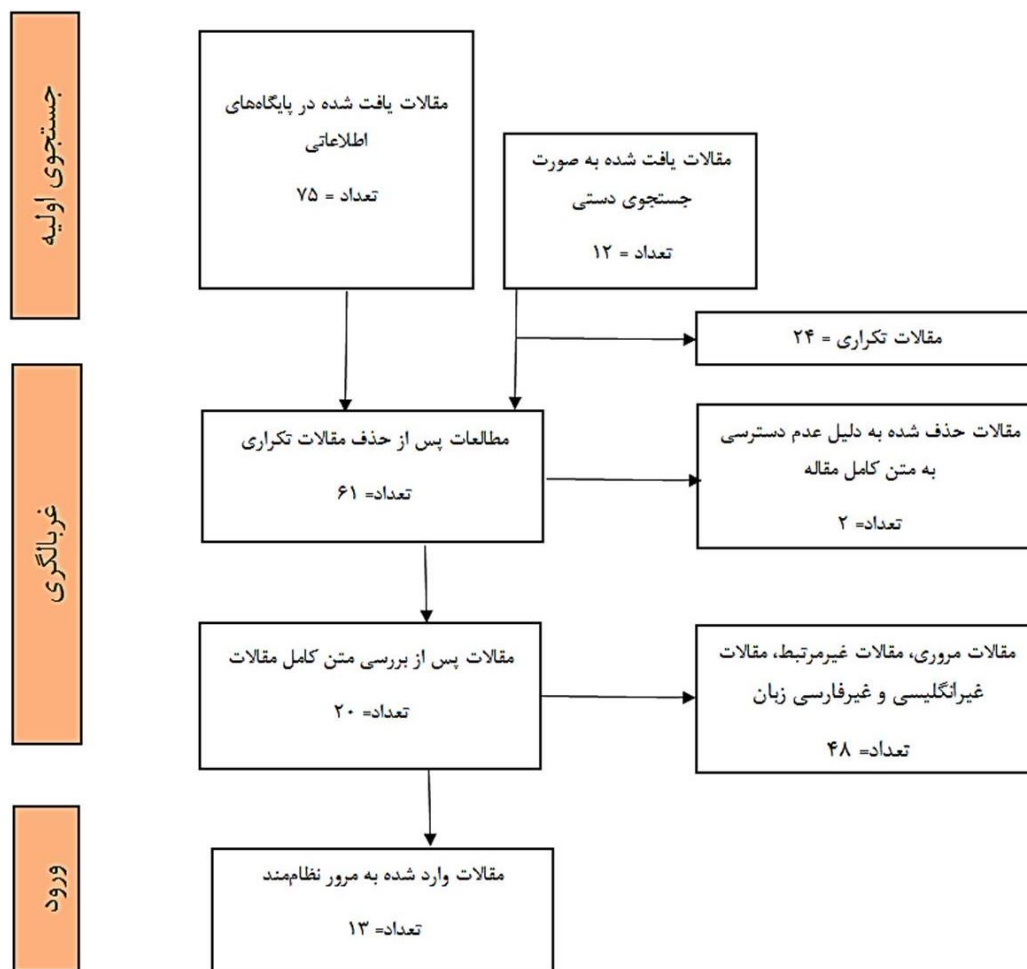 جستجوی اولیه
مقالات یافت شده در پایگاه‌های
اطلاعاتی
تعداد = ۷۵
مقالات یافت شده به صورت
جستجوی دستی
تعداد = ۱۲
مقالات تکراری = ۲۴
غربالگری
مطالعات پس از حذف مقالات تکراری
تعداد= ۶۱
مقالات حذف شده به دلیل عدم دسترسی
به متن کامل مقاله
تعداد= ۲
مقالات پس از بررسی متن کامل مقالات
تعداد= ۲۰
مقالات مروری، مقالات غیرمرتبط، مقالات
غیرانگلیسی و غیرفارسی زبان
تعداد= ۴۸
ورود
مقالات وارد شده به مرور نظام‌مند
تعداد= ۱۳